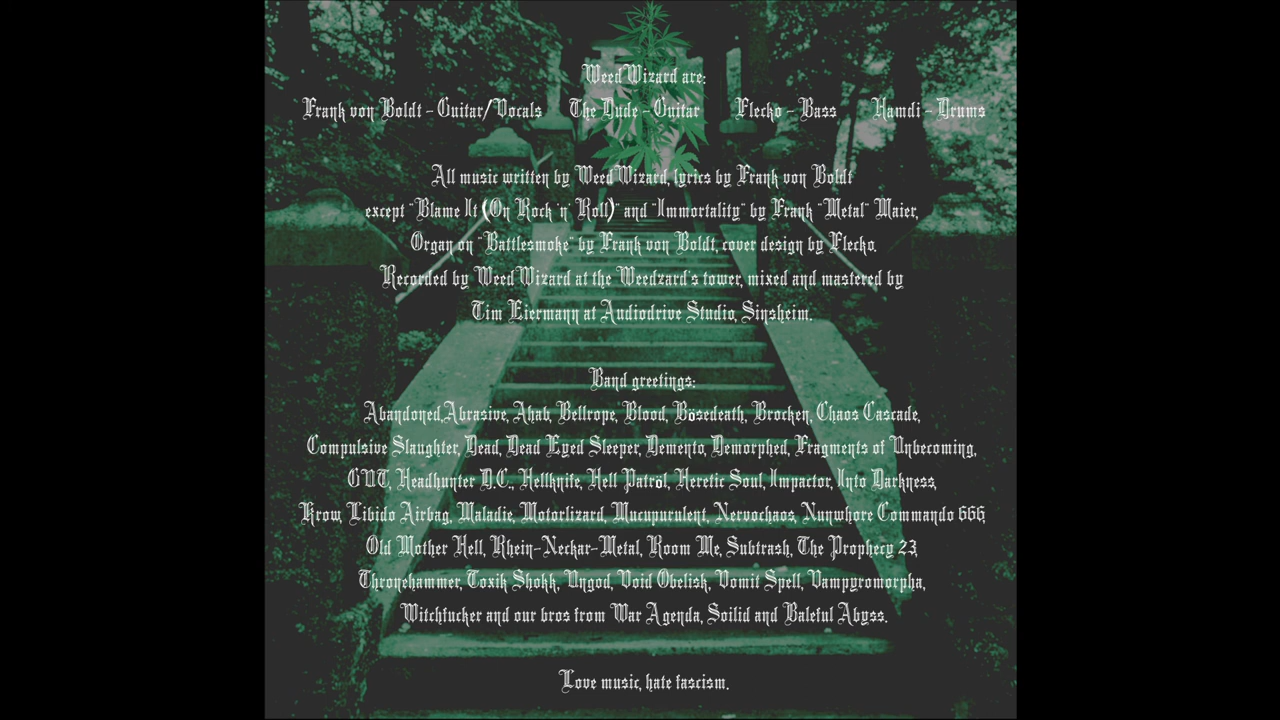 WeedWizard are:
Frank von Boldt - Guitar/Vocals The Dude - Guitar Flecko - Bass Hamdi - Drums
All music written by WeedWizard, lyrics by Frank von Boldt
except "Blame It (On Rock 'n' Roll)" and "Immortality" by Frank "Metal" Maier,
Organ on "Battlesmoke" by Frank von Boldt, cover design by Flecko.
Recorded by WeedWizard at the Weedzard's tower, mixed and mastered by
Tim Eiermann at Audiodrive Studio, Sinsheim.
Band greetings:
Abandoned,Abrasive, Ahab, Bellrope, Blood, Bösedeath, Brocken, Chaos Cascade,
Compulsive Slaughter, Dead, Dead Eyed Sleeper, Demento, Demorphed, Fragments of Unbecoming,
GUT, Headhunter D.C., Hellknife, Hell Patröl, Heretic Soul, Impactor, Into Darkness,
Krow, Libido Airbag, Maladie, Motorlizard, Mucupurulent, Nervochaos, Nunwhore Commando 666,
Old Mother Hell, Rhein-Neckar-Metal, Room Me, Subtrash, The Prophecy 23,
Thronehammer, Toxik Shokk, Ungod, Void Obelisk, Vomit Spell, Vampyromorpha,
Witchfucker and our bros from War Agenda, Soilid and Baleful Abyss.
Love music, hate fascism.